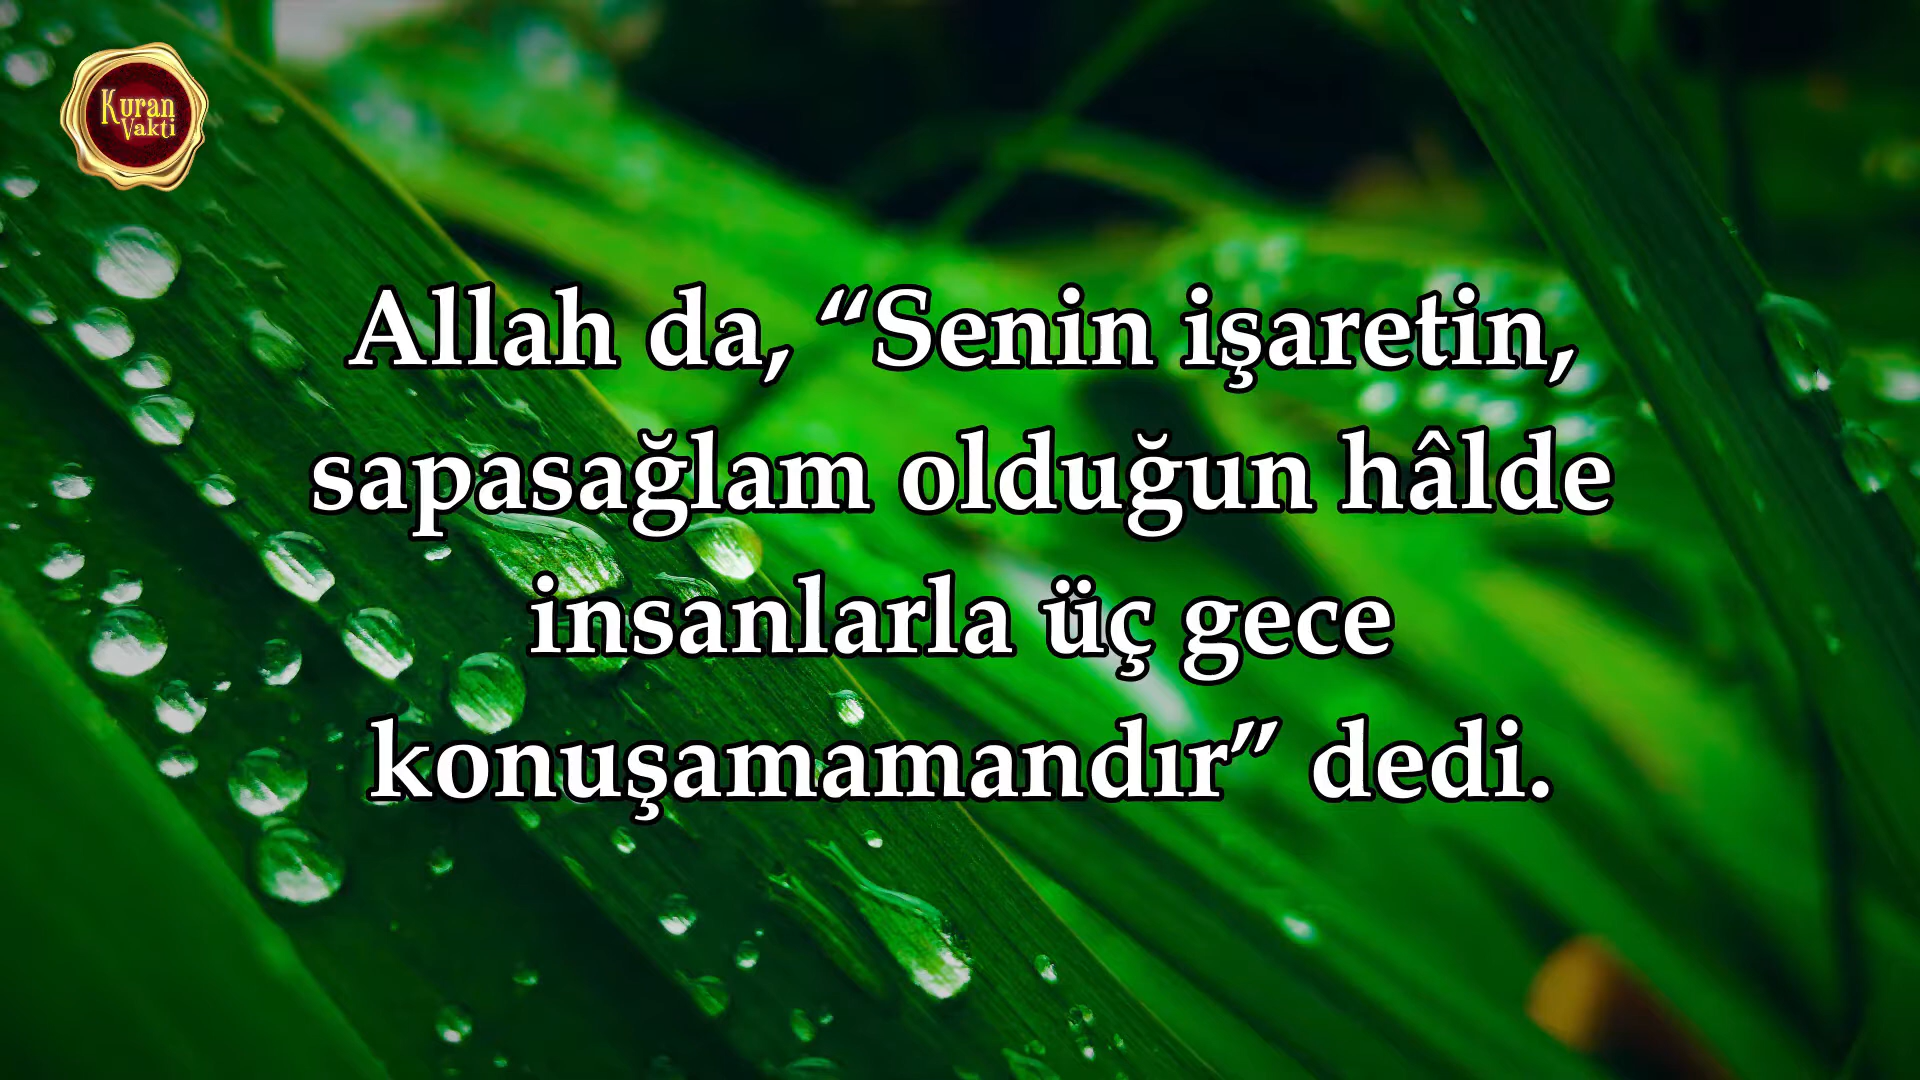 Kuran
Vakti
Allah da, “Senin işaretin,
sapasağlam olduğun hâlde
insanlarla üç gece
konuşamamandır” dedi.